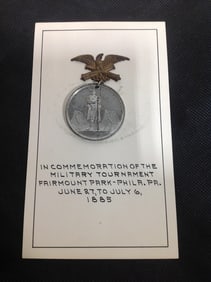 IN COMMEMORATION OF THE
MILITARY TOURNAMENT
FAIRMOUNT PARK-PHILA. PA.
JUNE 27, TO JULY 6,
1885